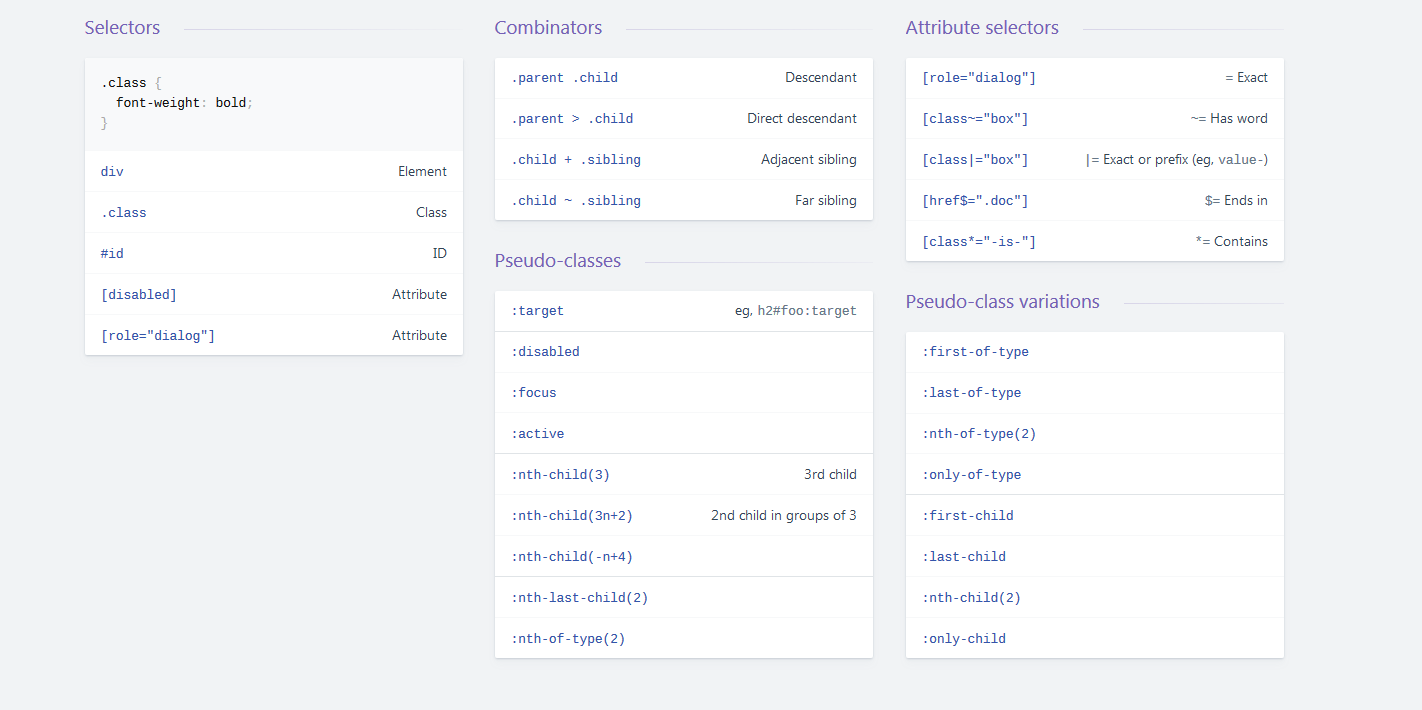 Selectors
.class {
  font-weight: bold;
}
div Element
.class Class
#id ID
[disabled] Attribute
[role="dialog"] Attribute
Combinators
.parent .child Descendant
.parent > .child Direct descendant
.child + .sibling Adjacent sibling
.child ~ .sibling Far sibling
Pseudo-classes
:target eg, h2#foo:target
:disabled
:focus
:active
:nth-child(3) 3rd child
:nth-child(3n+2) 2nd child in groups of 3
:nth-child(-n+4)
:nth-last-child(2)
:nth-of-type(2)
Attribute selectors
[role="dialog"] = Exact
[class~="box"] ~= Has word
[class|="box"] |= Exact or prefix (eg, value-)
[href$=".doc"] $= Ends in
[class*="-is-"] *= Contains
Pseudo-class variations
:first-of-type
:last-of-type
:nth-of-type(2)
:only-of-type
:first-child
:last-child
:nth-child(2)
:only-child